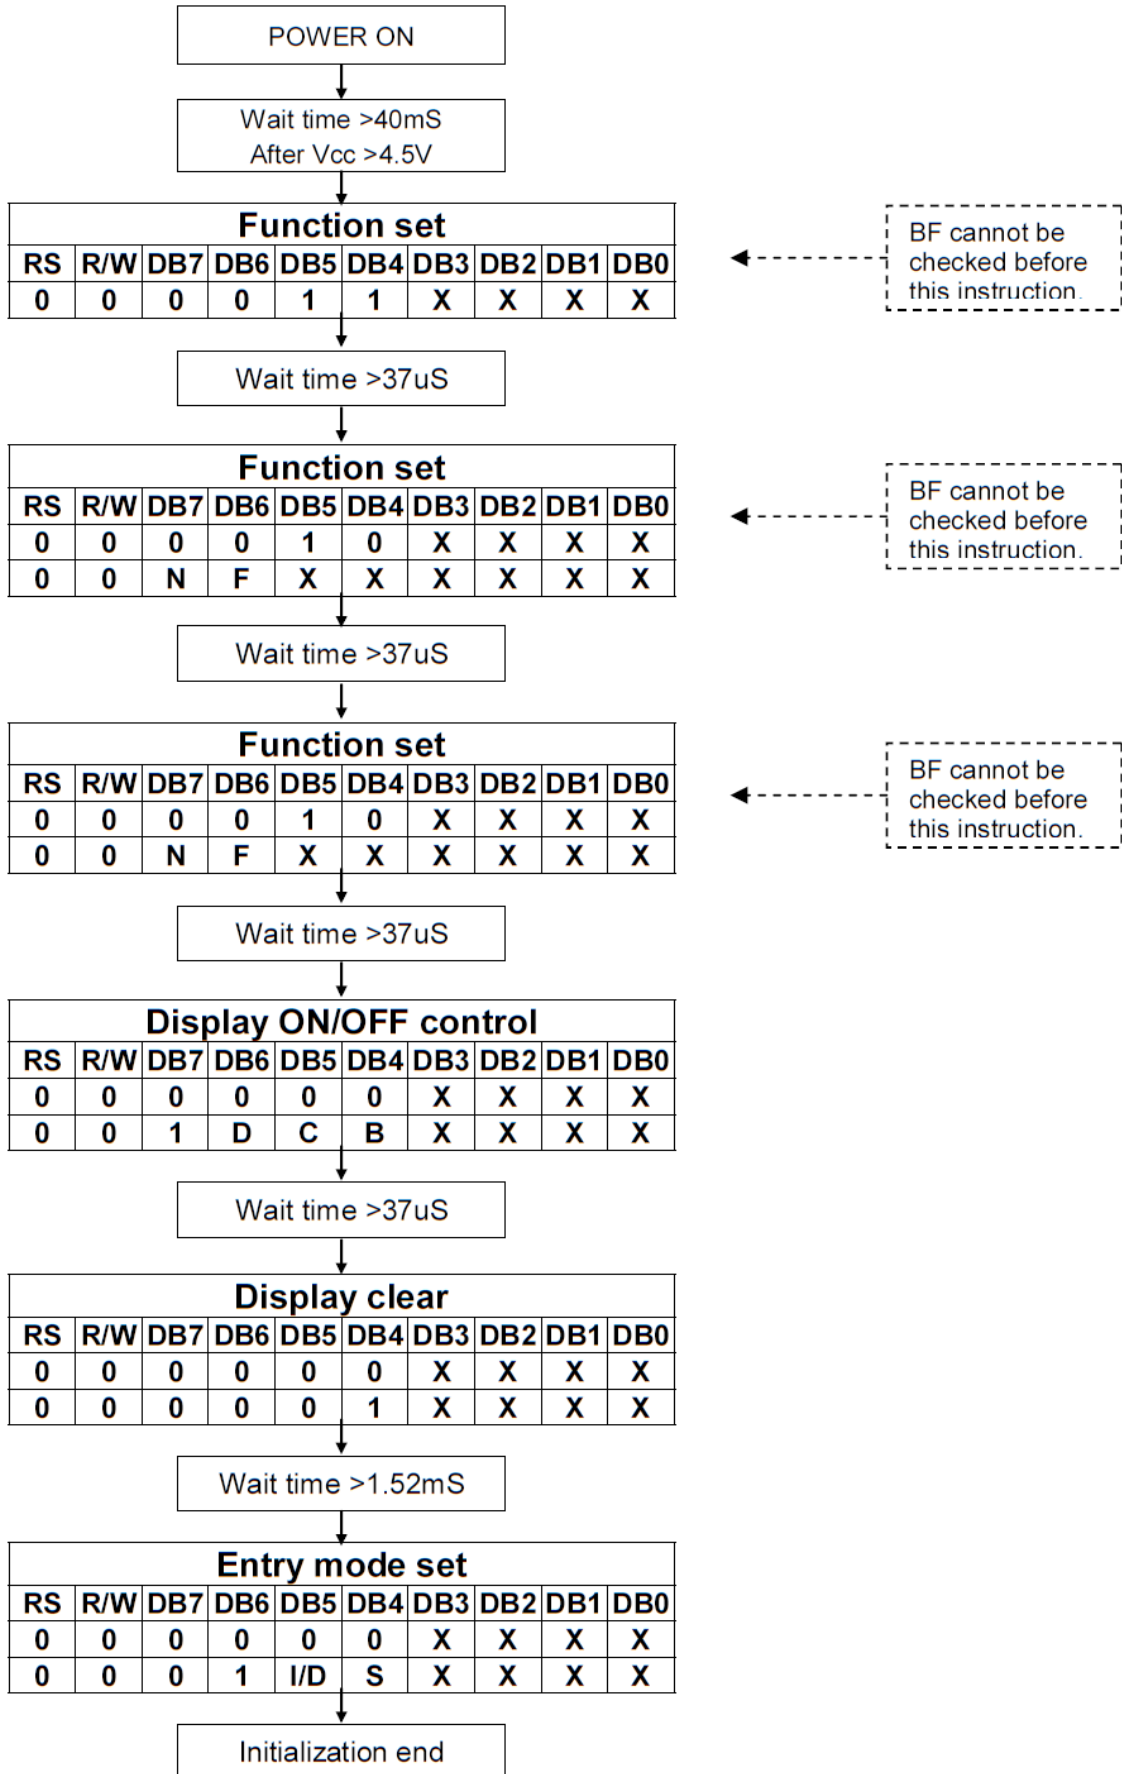 POWER ON
Wait time >40mS
After Vcc >4.5V
Function set
RS R/W DB7 DB6 DB5 DB4 DB3 DB2 DB1 DB0
0 0 0 0 1 1 X X X X
BF cannot be
checked before
this instruction.
Wait time >37uS
Function set
RS R/W DB7 DB6 DB5 DB4 DB3 DB2 DB1 DB0
0 0 0 0 1 0 X X X X
0 0 N F X X X X X X
BF cannot be
checked before
this instruction.
Wait time >37uS
Function set
RS R/W DB7 DB6 DB5 DB4 DB3 DB2 DB1 DB0
0 0 0 0 1 0 X X X X
0 0 N F X X X X X X
BF cannot be
checked before
this instruction.
Wait time >37uS
Display ON/OFF control
RS R/W DB7 DB6 DB5 DB4 DB3 DB2 DB1 DB0
0 0 0 0 0 0 X X X X
0 0 1 D C B X X X X
Wait time >37uS
Display clear
RS R/W DB7 DB6 DB5 DB4 DB3 DB2 DB1 DB0
0 0 0 0 0 0 X X X X
0 0 0 0 0 1 X X X X
Wait time >1.52mS
Entry mode set
RS R/W DB7 DB6 DB5 DB4 DB3 DB2 DB1 DB0
0 0 0 0 0 0 X X X X
0 0 0 1 I/D S X X X X
Initialization end